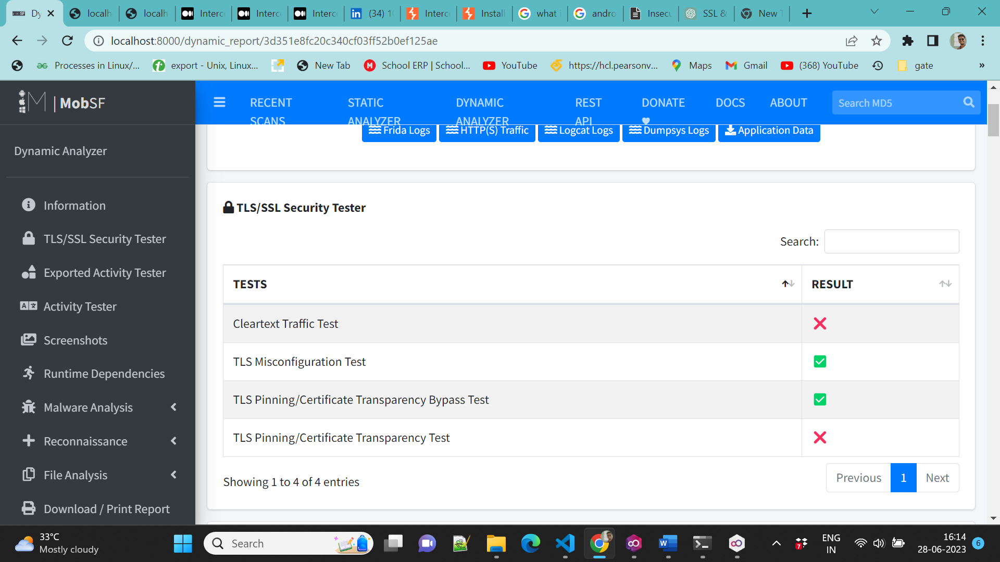 Dy
localh
localh
Interc
Interc
Interc
(34) 1
Interc
Install
what i
andro
Insecu
SSL &
New T
localhost:8000/dynamic_report/3d351e8fc20c340cf03ff52b0ef125ae
Processes in Linux/...
export - Unix, Linux...
New Tab
School ERP | School...
YouTube
https://hcl.pearsonv...
Maps
Gmail
(368) YouTube
gate
»
M | MobSF
RECENT SCANS
STATIC ANALYZER
DYNAMIC ANALYZER
REST API
DONATE ♥
DOCS
ABOUT
Search MD5
Dynamic Analyzer
Information
TLS/SSL Security Tester
Exported Activity Tester
Activity Tester
Screenshots
Runtime Dependencies
Malware Analysis
Reconnaissance
File Analysis
Download / Print Report
Frida Logs
HTTP(S) Traffic
Logcat Logs
Dumpsys Logs
Application Data
TLS/SSL Security Tester
Search:
TESTS RESULT
Cleartext Traffic Test ❌
TLS Misconfiguration Test ✅
TLS Pinning/Certificate Transparency Bypass Test ✅
TLS Pinning/Certificate Transparency Test ❌
Showing 1 to 4 of 4 entries
Previous 1 Next
33°C
Mostly cloudy
Search
7
ENG
IN
16:14
28-06-2023
6